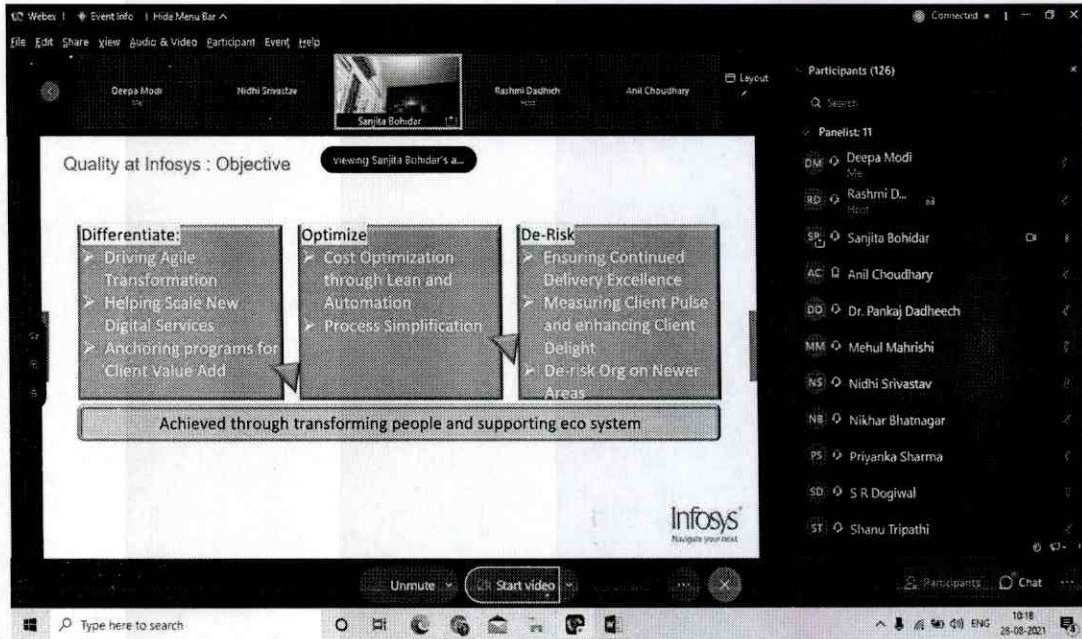 Webex
Event Info
Hide Menu Bar
Connected
File Edit Share View Audio & Video Participant Event Help
Deepa Modi
Me
Nidhi Srivastav
Sanjita Bohidar
Rashmi Dadhich
Host
Anil Choudhary
Layout
Quality at Infosys : Objective
Viewing Sanjita Bohidar's a...
Differentiate:
Driving Agile
Transformation
Helping Scale New
Digital Services
Anchoring programs for
Client Value Add
Optimize
Cost Optimization
through Lean and
Automation
Process Simplification
De-Risk
Ensuring Continued
Delivery Excellence
Measuring Client Pulse
and enhancing Client
Delight
De-risk Org on Newer
Areas
Achieved through transforming people and supporting eco system
Infosys
Navigate your next
Participants (126)
Search
Panelist: 11
DM Deepa Modi
Me
RD Rashmi D...
Host
Sanjita Bohidar
AC Anil Choudhary
DD Dr. Pankaj Dadheech
MM Mehul Mahrishi
NS Nidhi Srivastav
NB Nikhar Bhatnagar
PS Priyanka Sharma
SD S R Dogiwal
ST Shanu Tripathi
Unmute
Start video
Participants
Chat
Type here to search
ENG
10:18
28-08-2021